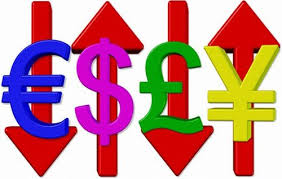 € $ £ ¥